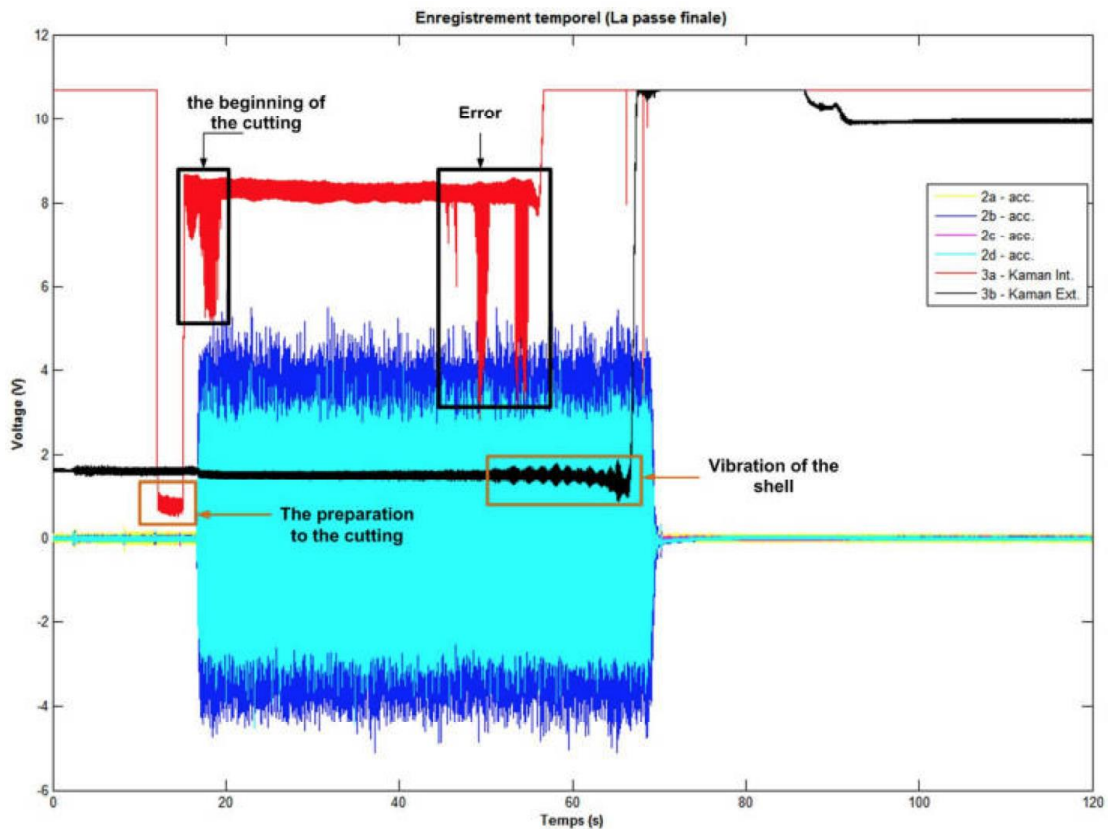 Enregistrement temporel (La passe finale)
12
10
8
6
4
2
0
-2
-4
-6
Voltage (V)
the beginning of
the cutting
Error
2a - acc.
2b - acc.
2c - acc.
2d - acc.
3a - Kaman Int.
3b - Kaman Ext.
Vibration of the
shell
The preparation
to the cutting
0
20
40
60
80
100
120
Temps (s)